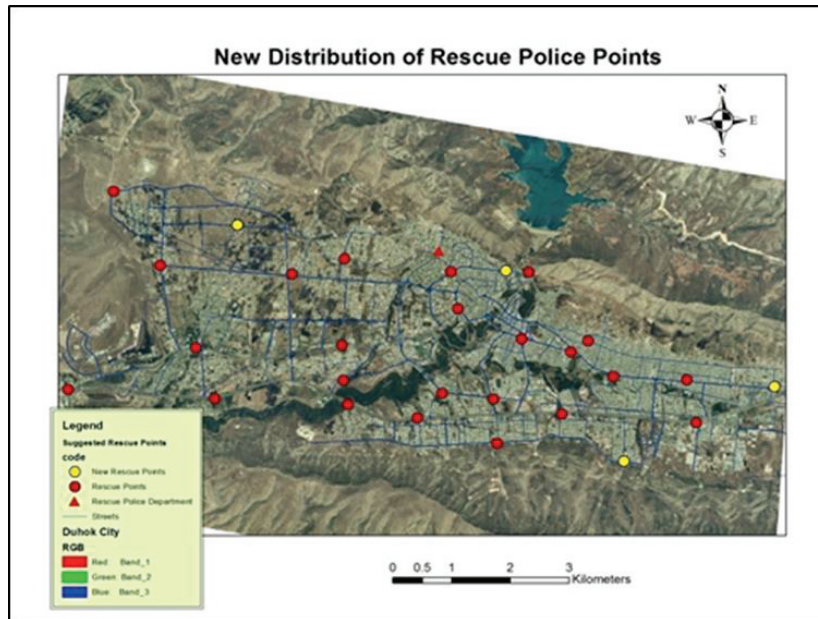 New Distribution of Rescue Police Points
N
W E
S
Legend
Suggested Rescue Points
code
New Rescue Points
Rescue Points
Rescue Police Department
Streets
Duhok City
RGB
Red Band_1
Green Band_2
Blue Band_3
0 0.5 1 2 3
Kilometers